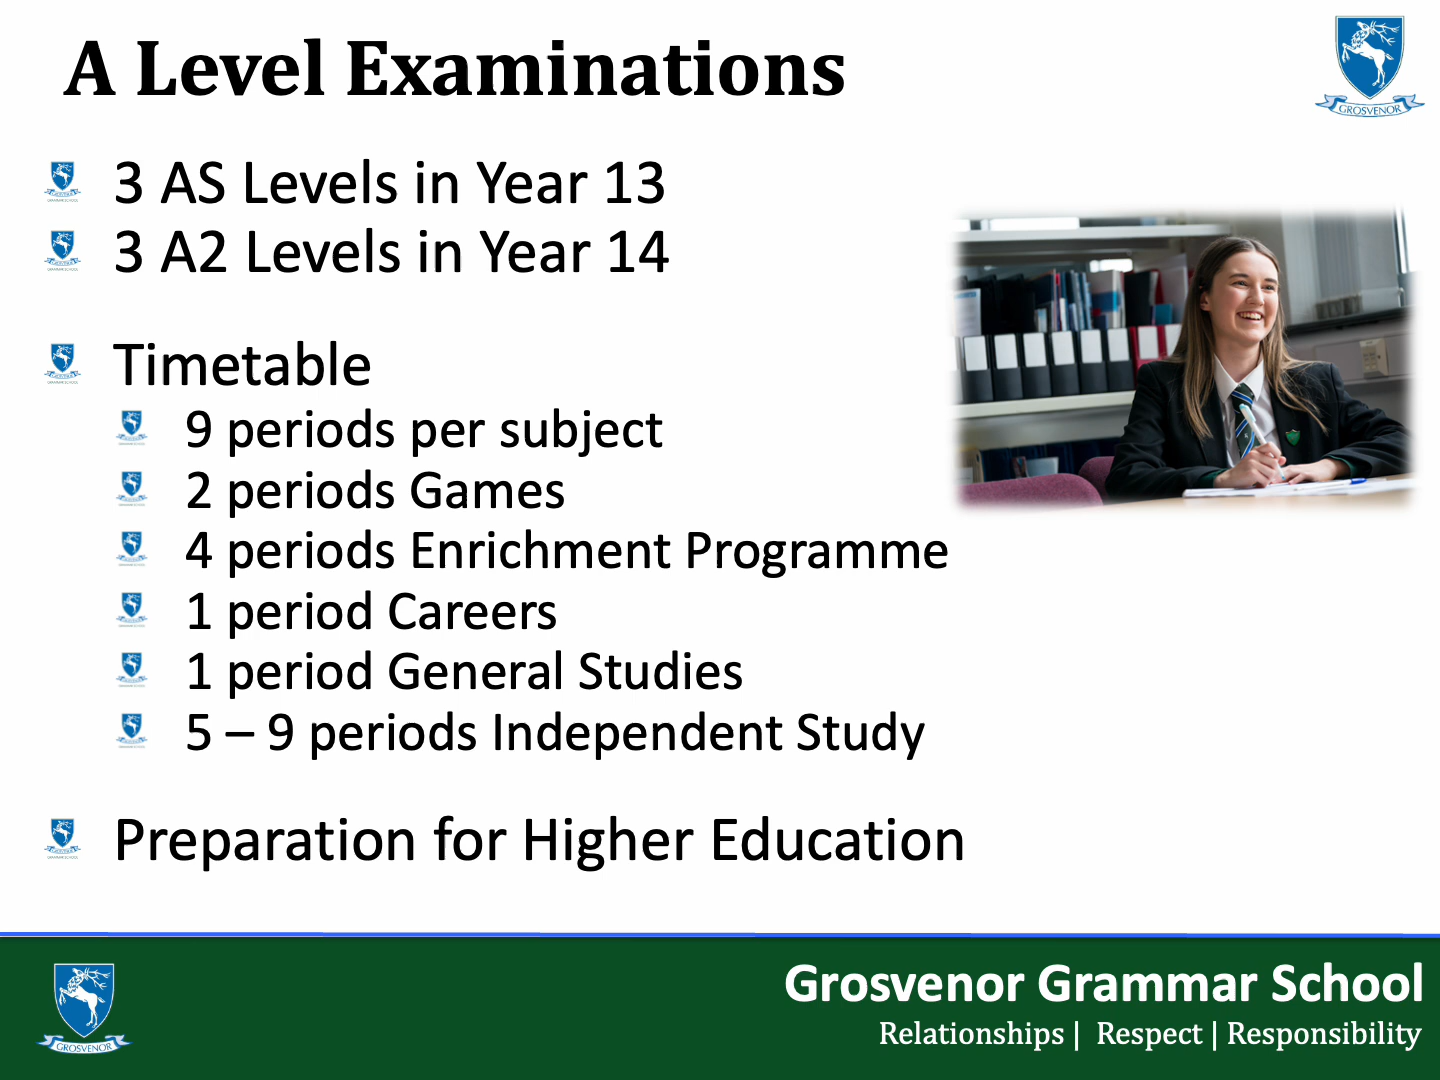 A Level Examinations
GROSVENOR
3 AS Levels in Year 13
3 A2 Levels in Year 14
Timetable
9 periods per subject
2 periods Games
4 periods Enrichment Programme
1 period Careers
1 period General Studies
5 – 9 periods Independent Study
Preparation for Higher Education
GROSVENOR
Grosvenor Grammar School
Relationships | Respect | Responsibility